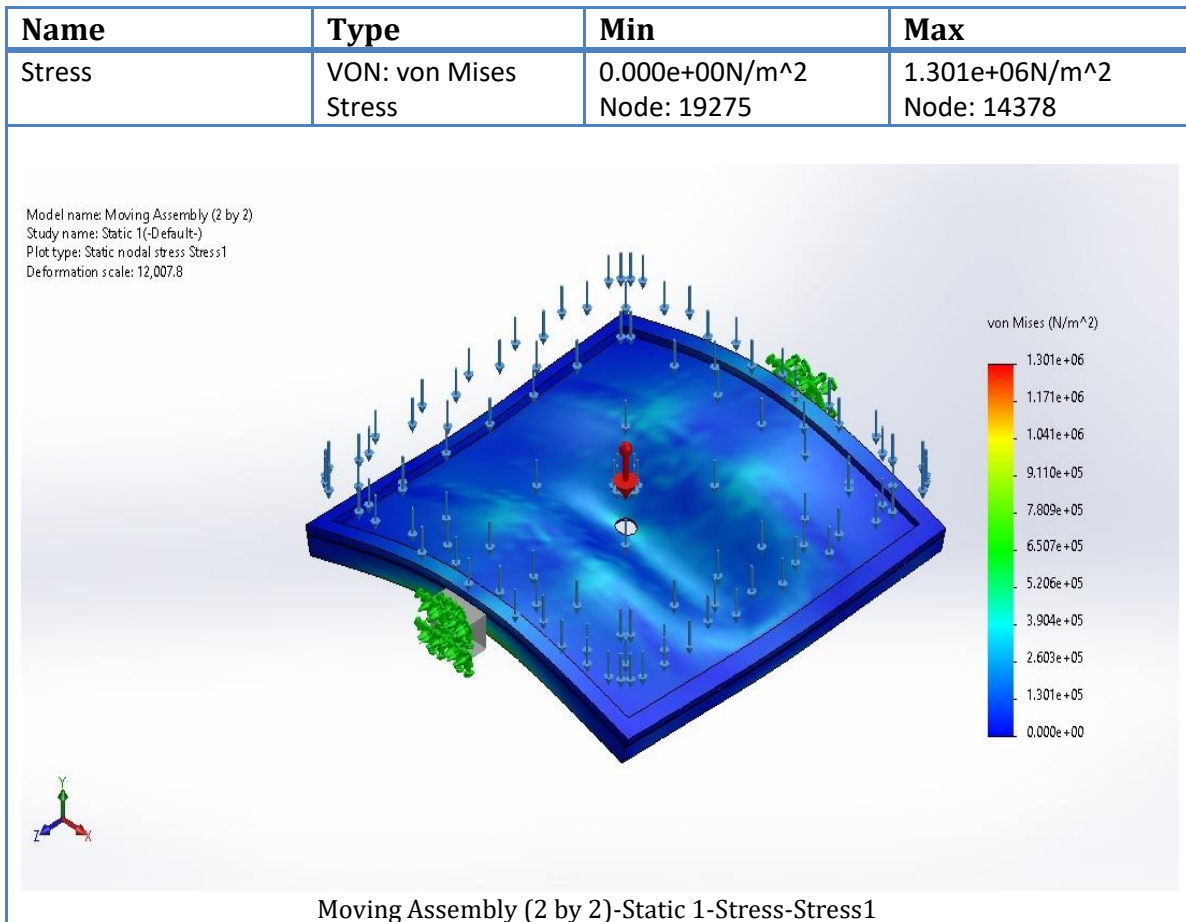 Name Type Min Max
Stress VON: von Mises 0.000e+00N/m^2 1.301e+06N/m^2
Stress Node: 19275 Node: 14378
Model name: Moving Assembly (2 by 2)
Study name: Static 1(-Default-)
Plot type: Static nodal stress Stress1
Deformation scale: 12,007.8
von Mises (N/m^2)
1.301e+06
1.171e+06
1.041e+06
9.110e+05
7.809e+05
6.507e+05
5.206e+05
3.904e+05
2.603e+05
1.301e+05
0.000e+00
Y
Z X
Moving Assembly (2 by 2)-Static 1-Stress-Stress1